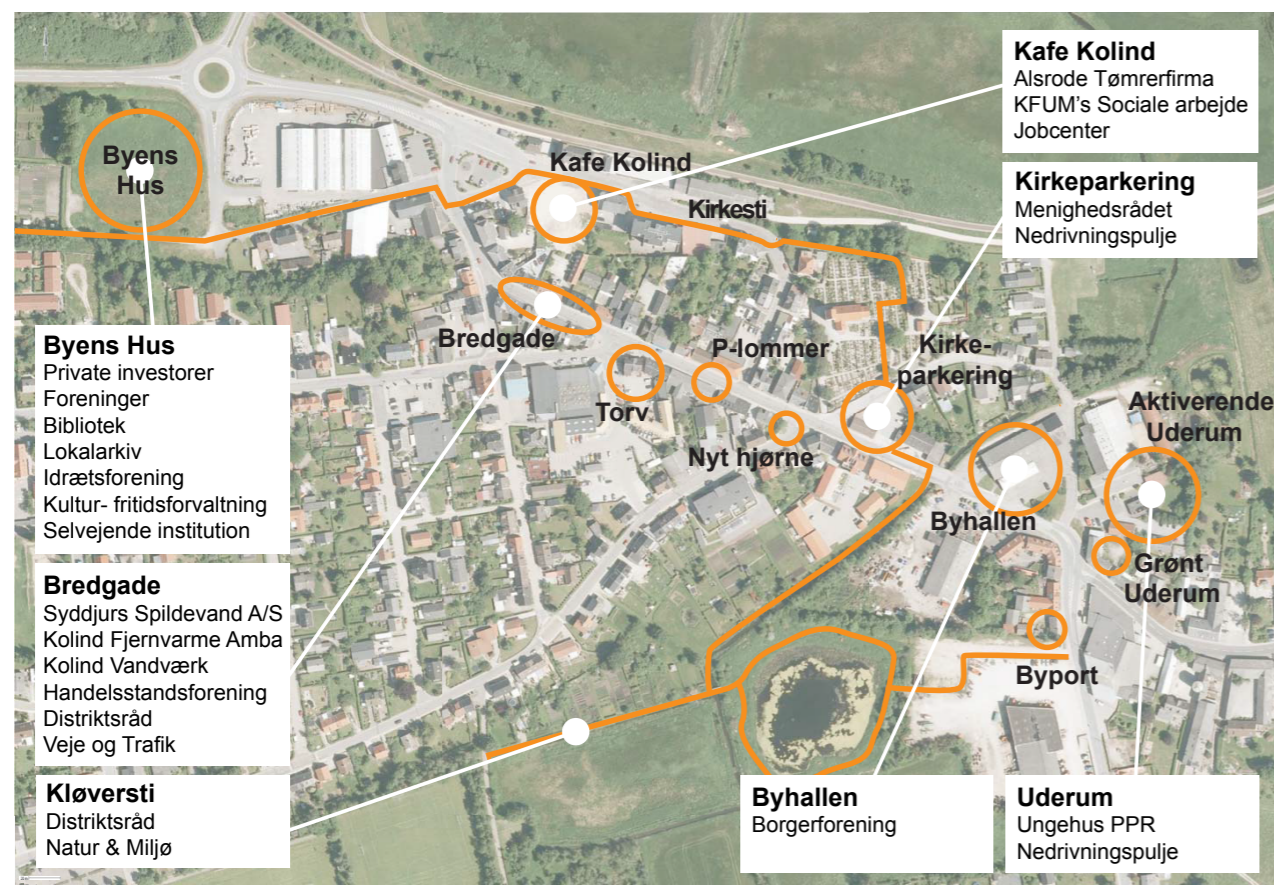 Kafe Kolind
Alsrode Tømrerfirma
KFUM's Sociale arbejde
Jobcenter
Kirkeparkering
Menighedsrådet
Nedrivningspulje
Byens
Hus
Kafe Kolind
Kirkesti
Bredgade
P-lommer
Kirke-
parkering
Torv
Nyt hjørne
Aktiverende
Uderum
Byhallen
Grønt
Uderum
Byport
Byens Hus
Private investorer
Foreninger
Bibliotek
Lokalarkiv
Idrætsforening
Kultur- fritidsforvaltning
Selvejende institution
Bredgade
Syddjurs Spildevand A/S
Kolind Fjernvarme Amba
Kolind Vandværk
Handelsstandsforening
Distriktsråd
Veje og Trafik
Kløversti
Distriktsråd
Natur & Miljø
Byhallen
Borgerforening
Uderum
Ungehus PPR
Nedrivningspulje